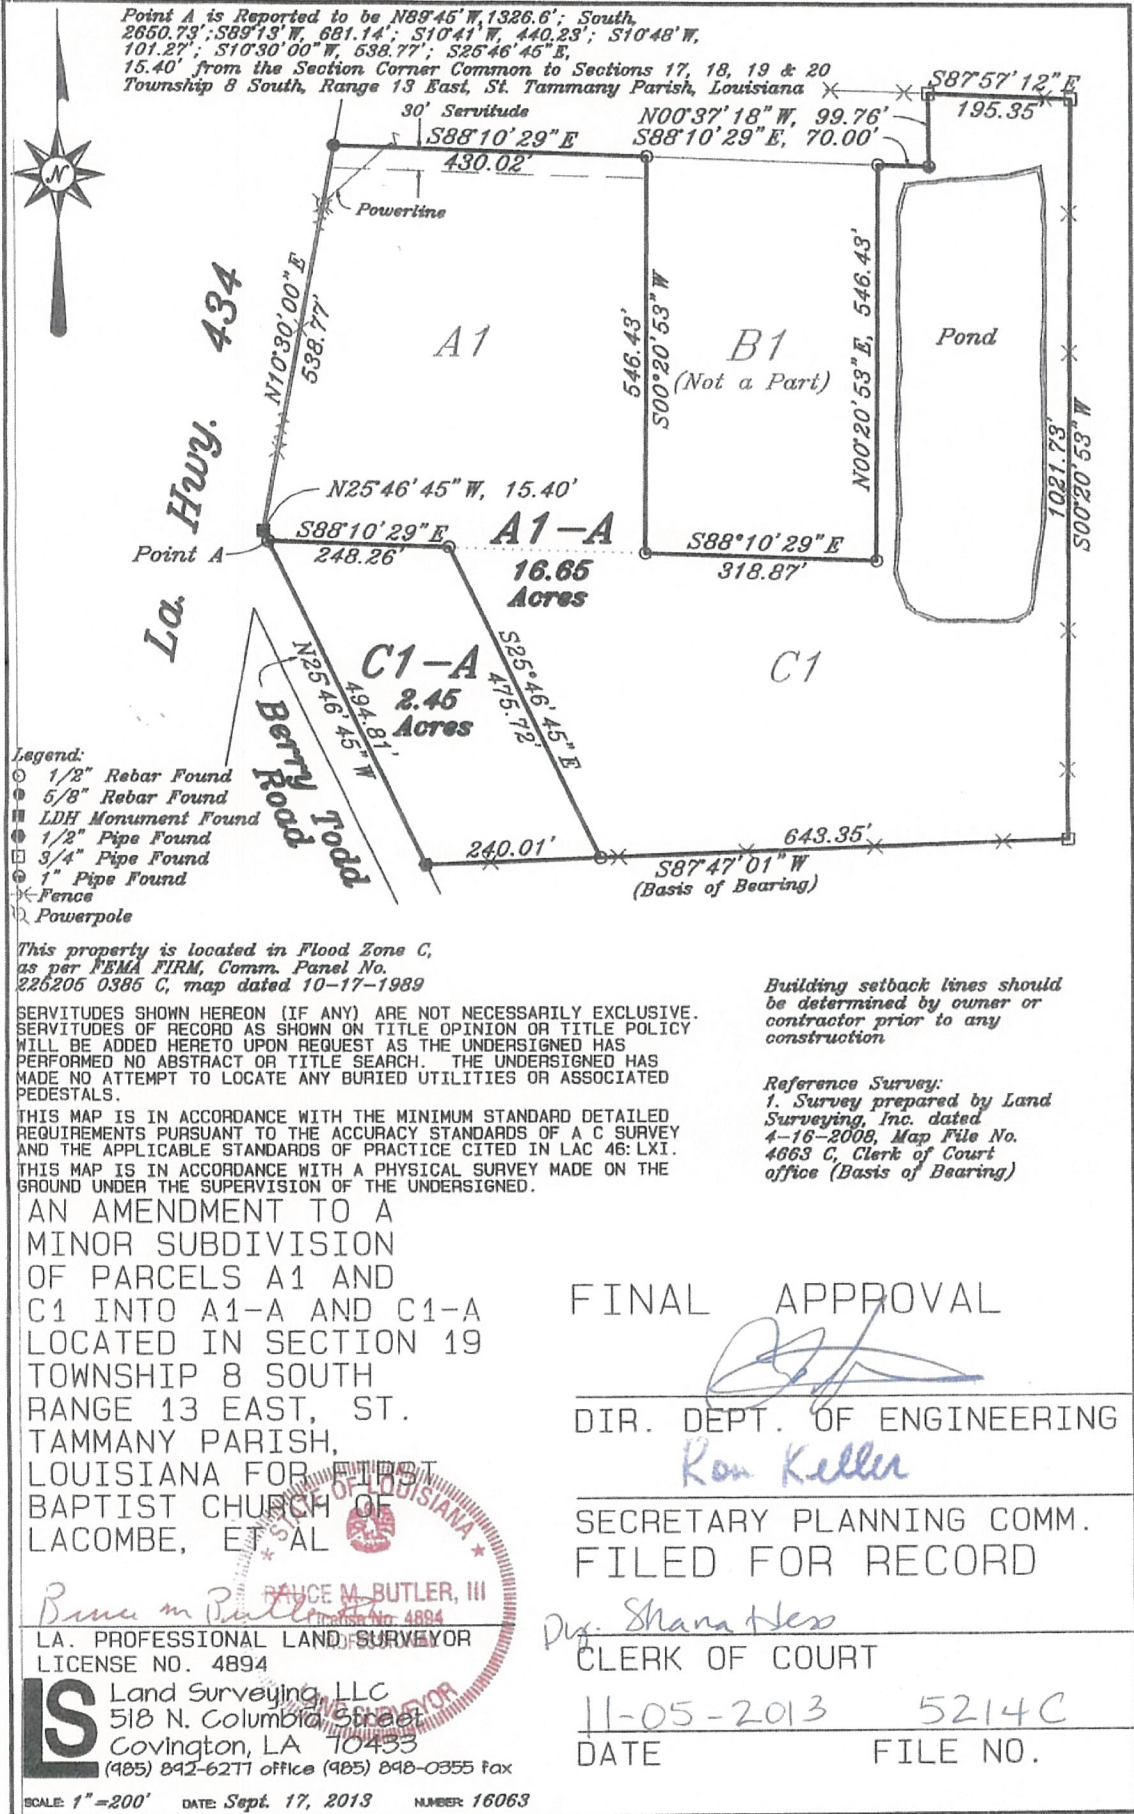 Point A is Reported to be N89°45'W,1326.6'; South,
2650.73';S89°13'W, 681.14'; S10°41'W, 440.23'; S10°48'W,
101.27'; S10°30'00"W, 538.77'; S25°46'45"E,
15.40' from the Section Corner Common to Sections 17, 18, 19 & 20
Township 8 South, Range 13 East, St. Tammany Parish, Louisiana
S87°57'12"E
195.35'
30' Servitude
N00°37'18"W, 99.76'
S88°10'29"E
S88°10'29"E, 70.00'
430.02'
N
Powerline
La. Hwy. 434
N10°30'00"E
538.77'
A1
546.43'
S00°20'53"W
B1
(Not a Part)
N00°20'53"E, 546.43'
Pond
1021.73'
S00°20'53"W
N25°46'45"W, 15.40'
Point A
S88°10'29"E
248.26'
A1-A
16.65
Acres
S88°10'29"E
318.87'
C1-A
2.45
Acres
N25°46'45"W
494.81'
S25°46'45"E
475.72'
C1
Berry Todd
Road
240.01'
643.35'
S87°47'01"W
(Basis of Bearing)
Legend:
1/2" Rebar Found
5/8" Rebar Found
LDH Monument Found
1/2" Pipe Found
3/4" Pipe Found
1" Pipe Found
Fence
Powerpole
This property is located in Flood Zone C,
as per FEMA FIRM, Comm. Panel No.
225205 0385 C, map dated 10-17-1989
SERVITUDES SHOWN HEREON (IF ANY) ARE NOT NECESSARILY EXCLUSIVE.
SERVITUDES OF RECORD AS SHOWN ON TITLE OPINION OR TITLE POLICY
WILL BE ADDED HERETO UPON REQUEST AS THE UNDERSIGNED HAS
PERFORMED NO ABSTRACT OR TITLE SEARCH. THE UNDERSIGNED HAS
MADE NO ATTEMPT TO LOCATE ANY BURIED UTILITIES OR ASSOCIATED
PEDESTALS.
THIS MAP IS IN ACCORDANCE WITH THE MINIMUM STANDARD DETAILED
REQUIREMENTS PURSUANT TO THE ACCURACY STANDARDS OF A C SURVEY
AND THE APPLICABLE STANDARDS OF PRACTICE CITED IN LAC 46:LXI.
THIS MAP IS IN ACCORDANCE WITH A PHYSICAL SURVEY MADE ON THE
GROUND UNDER THE SUPERVISION OF THE UNDERSIGNED.
Building setback lines should
be determined by owner or
contractor prior to any
construction
Reference Survey:
1. Survey prepared by Land
Surveying, Inc. dated
4-16-2008, Map File No.
4663 C, Clerk of Court
office (Basis of Bearing)
AN AMENDMENT TO A
MINOR SUBDIVISION
OF PARCELS A1 AND
C1 INTO A1-A AND C1-A
LOCATED IN SECTION 19
TOWNSHIP 8 SOUTH
RANGE 13 EAST, ST.
TAMMANY PARISH,
LOUISIANA FOR FIRST
BAPTIST CHURCH OF
LACOMBE, ET AL
STATE OF LOUISIANA
BRUCE M. BUTLER, III
License No. 4894
PROFESSIONAL
LAND SURVEYOR
Bruce M Butler
LA. PROFESSIONAL LAND SURVEYOR
LICENSE NO. 4894
LS
Land Surveying, LLC
518 N. Columbia Street
Covington, LA 70433
(985) 892-6277 office (985) 898-0355 fax
SCALE: 1"=200' DATE: Sept. 17, 2013 NUMBER: 16063
FINAL APPROVAL
DIR. DEPT. OF ENGINEERING
Ron Keller
SECRETARY PLANNING COMM.
FILED FOR RECORD
Shana Hess
CLERK OF COURT
11-05-2013 5214C
DATE FILE NO.